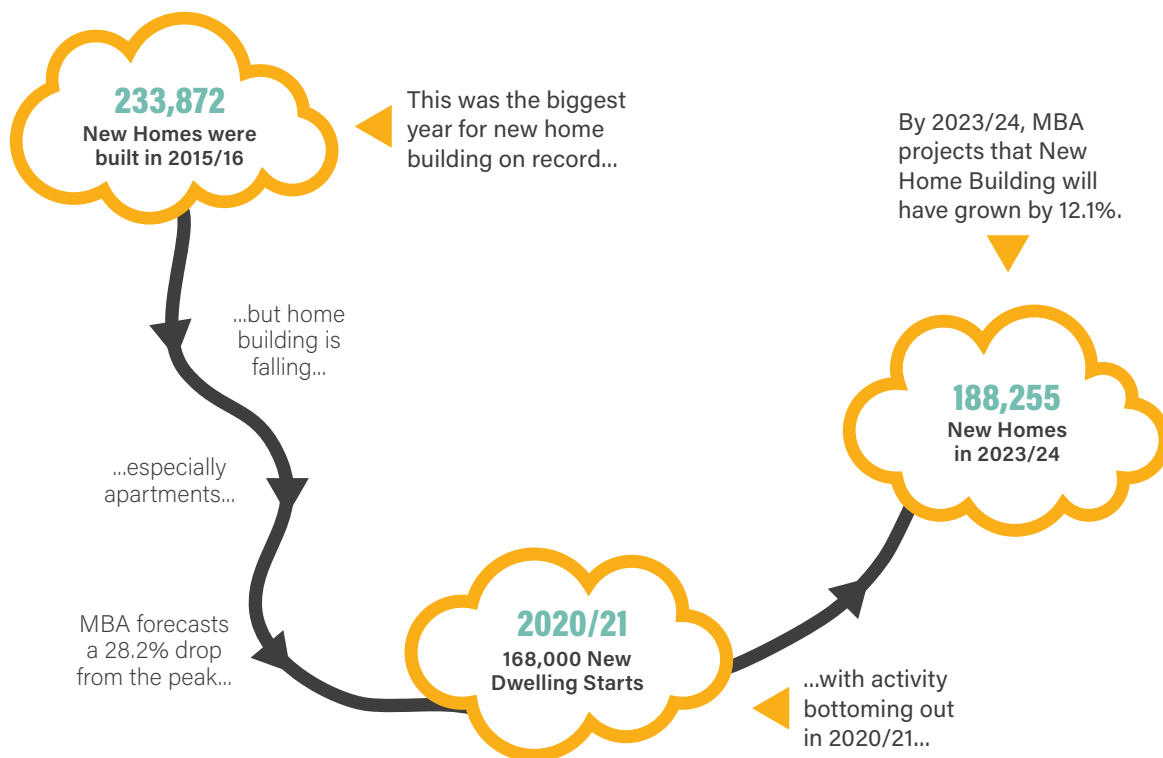 233,872
New Homes were
built in 2015/16
This was the biggest
year for new home
building on record...
...but home
building is
falling...
...especially
apartments...
MBA forecasts
a 28.2% drop
from the peak...
2020/21
168,000 New
Dwelling Starts
...with activity
bottoming out
in 2020/21...
By 2023/24, MBA
projects that New
Home Building will
have grown by 12.1%.
188,255
New Homes
in 2023/24